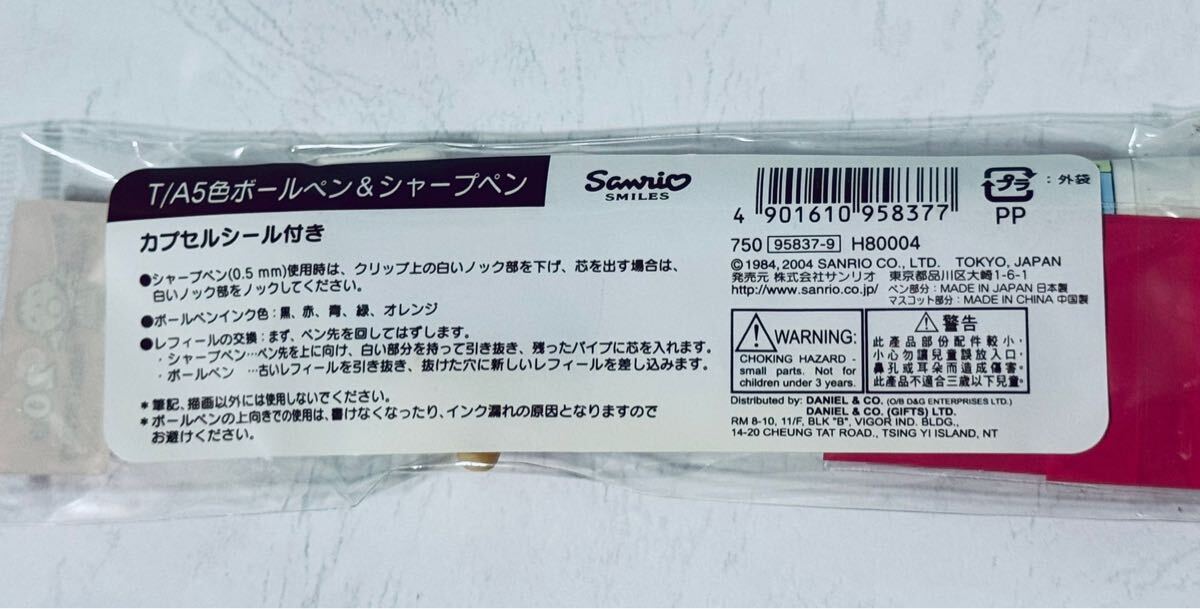 T/A5色ボールペン&シャープペン
カプセルシール付き
●シャープペン(0.5 mm)使用時は、クリップ上の白いノック部を下げ、芯を出す場合は、
白いノック部をノックしてください。
●ボールペンインク色:黒、赤、青、緑、オレンジ
●レフィールの交換:まず、ペン先を回してはずします。
・シャープペン…ペン先を上に向け、白い部分を持って引き抜き、残ったパイプに芯を入れます。
・ボールペン …古いレフィールを引き抜き、抜けた穴に新しいレフィールを差し込みます。
*筆記、描画以外には使用しないでください。
*ボールペンの上向きでの使用は、書けなくなったり、インク漏れの原因となりますので
お避けください。
Sanrio
SMILES
4 901610 958377
プラ
:外袋
PP
750 95837-9 H80004
©1984, 2004 SANRIO CO., LTD. TOKYO, JAPAN
発売元 株式会社サンリオ 東京都品川区大崎1-6-1
http://www.sanrio.co.jp/ ペン部分:MADE IN JAPAN 日本製
マスコット部分:MADE IN CHINA 中国製
WARNING:
CHOKING HAZARD -
small parts. Not for
children under 3 years.
警告
此產品部份配件較小,
小心勿讓兒童誤放入口、
鼻孔或耳朵而造成傷害。
此產品不適合三歲以下兒童。
Distributed by: DANIEL & CO. (O/B D&G ENTERPRISES LTD.)
DANIEL & CO. (GIFTS) LTD.
RM 8-10, 11/F, BLK "B", VIGOR IND. BLDG.,
14-20 CHEUNG TAT ROAD., TSING YI ISLAND, NT